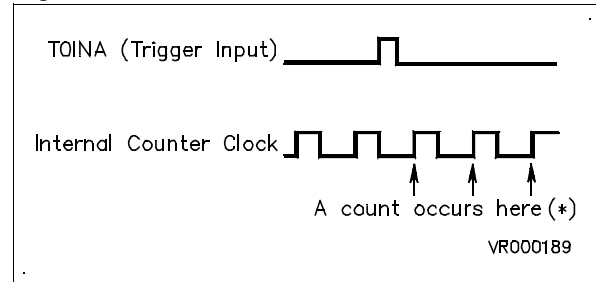 T0INA (Trigger Input)
Internal Counter Clock
A count occurs here (*)
VR000189